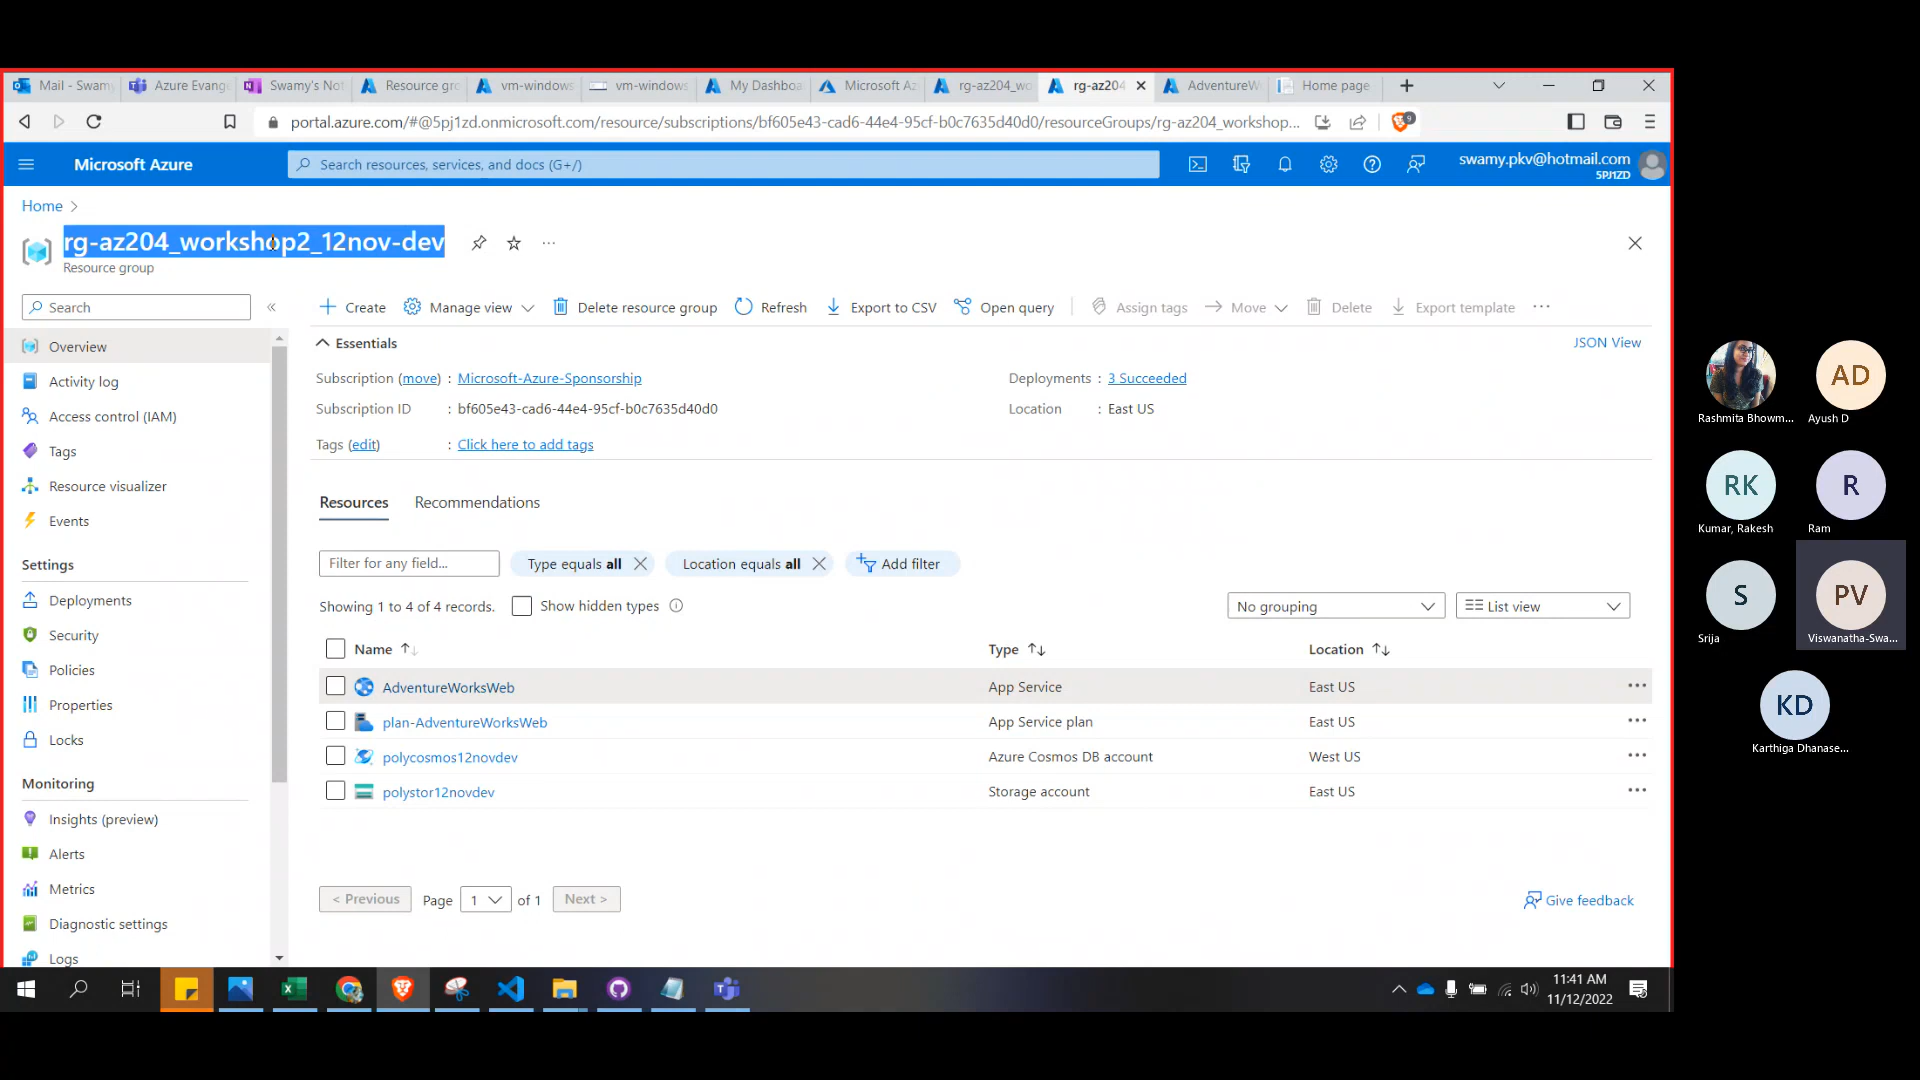 Mail - Swamy
Azure Evang
Swamy's Not
Resource gro
vm-windows
vm-windows
My Dashboa
Microsoft Az
rg-az204_wo
rg-az204
AdventureW
Home page
portal.azure.com/#@5pj1zd.onmicrosoft.com/resource/subscriptions/bf605e43-cad6-44e4-95cf-b0c7635d40d0/resourceGroups/rg-az204_workshop...
9
Microsoft Azure
Search resources, services, and docs (G+/)
swamy.pkv@hotmail.com
5PJ1ZD
Home
rg-az204_workshop2_12nov-dev
Resource group
Search
Create
Manage view
Delete resource group
Refresh
Export to CSV
Open query
Assign tags
Move
Delete
Export template
Overview
Activity log
Access control (IAM)
Tags
Resource visualizer
Events
Settings
Deployments
Security
Policies
Properties
Locks
Monitoring
Insights (preview)
Alerts
Metrics
Diagnostic settings
Logs
Essentials
JSON View
Subscription (move) : Microsoft-Azure-Sponsorship
Deployments : 3 Succeeded
Subscription ID : bf605e43-cad6-44e4-95cf-b0c7635d40d0
Location : East US
Tags (edit) : Click here to add tags
Resources
Recommendations
Filter for any field...
Type equals all
Location equals all
Add filter
Showing 1 to 4 of 4 records.
Show hidden types
No grouping
List view
Name
Type
Location
AdventureWorksWeb App Service East US
plan-AdventureWorksWeb App Service plan East US
polycosmos12novdev Azure Cosmos DB account West US
polystor12novdev Storage account East US
< Previous
Page 1 of 1
Next >
Give feedback
11:41 AM
11/12/2022
Rashmita Bhowm...
AD
Ayush D
RK
Kumar, Rakesh
R
Ram
S
Srija
PV
Viswanatha-Swa...
KD
Karthiga Dhanase...